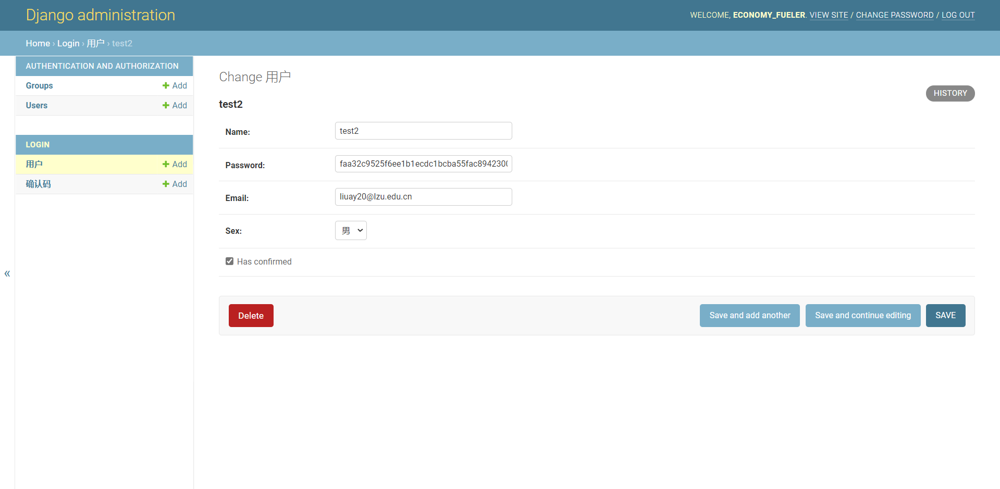 Django administration
WELCOME, ECONOMY_FUELER. VIEW SITE / CHANGE PASSWORD / LOG OUT
Home › Login › 用户 › test2
AUTHENTICATION AND AUTHORIZATION
Groups
Add
Users
Add
LOGIN
用户
Add
确认码
Add
«
Change 用户
HISTORY
test2
Name:
test2
Password:
faa32c9525f6ee1b1ecdc1bcba55fac8942300
Email:
liuay20@lzu.edu.cn
Sex:
男
Has confirmed
Delete
Save and add another
Save and continue editing
SAVE